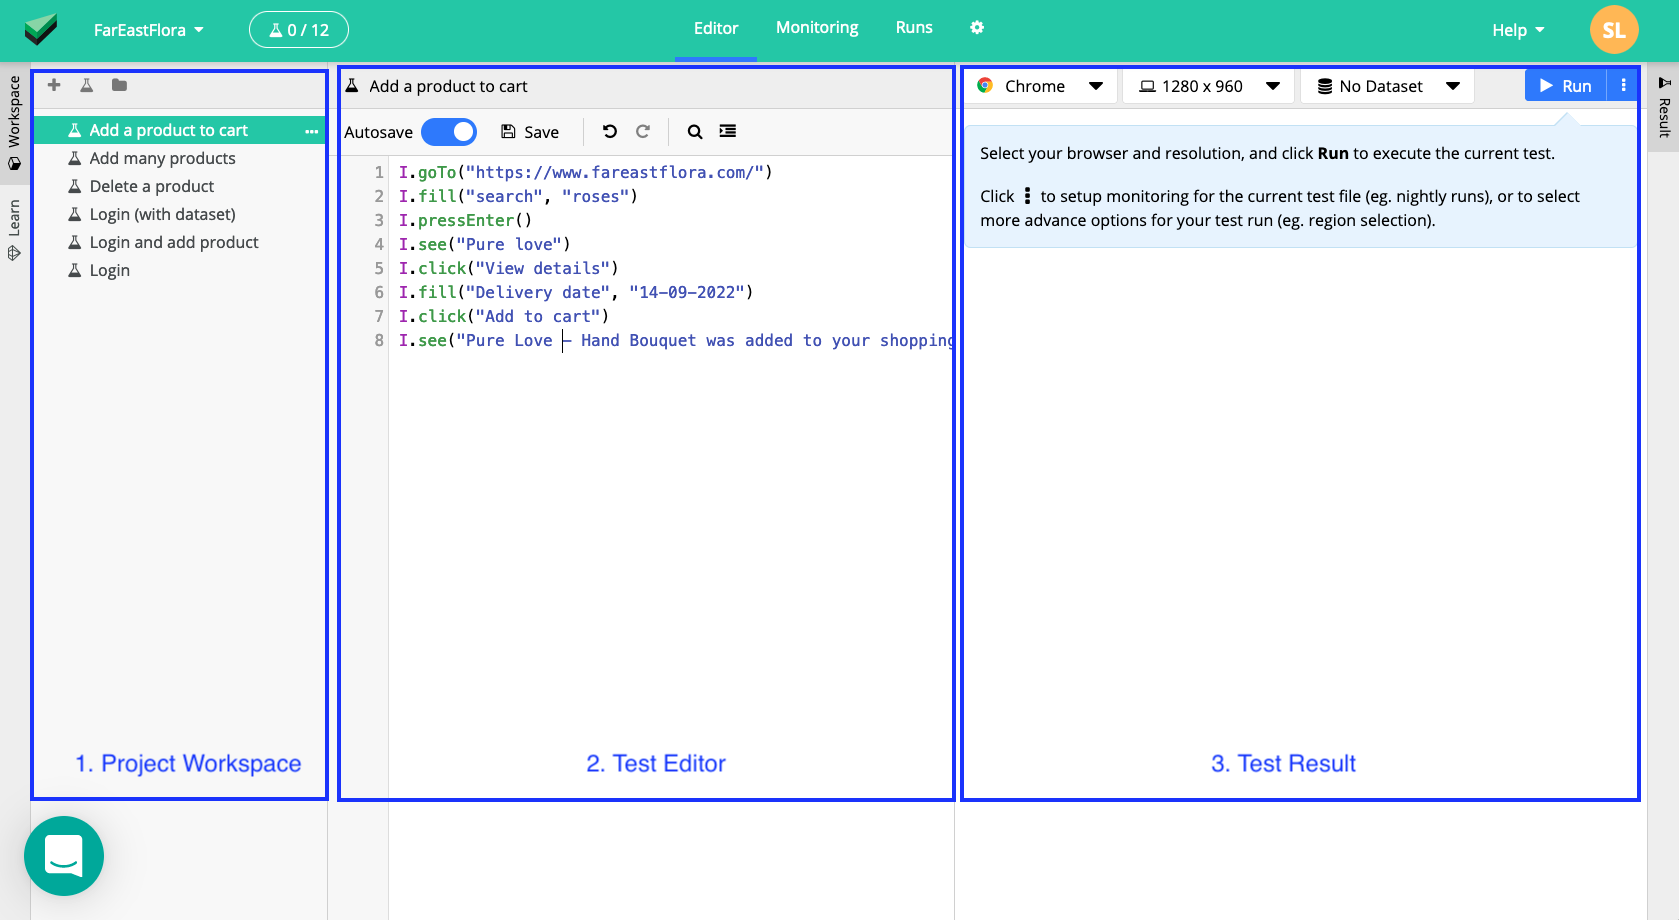 FarEastFlora
0 / 12
Editor
Monitoring
Runs
Help
SL
Workspace
Learn
Add a product to cart
Add many products
Delete a product
Login (with dataset)
Login and add product
Login
1. Project Workspace
Add a product to cart
Autosave
Save
1 I.goTo("https://www.fareastflora.com/")
2 I.fill("search", "roses")
3 I.pressEnter()
4 I.see("Pure love")
5 I.click("View details")
6 I.fill("Delivery date", "14-09-2022")
7 I.click("Add to cart")
8 I.see("Pure Love – Hand Bouquet was added to your shopping
2. Test Editor
Chrome
1280 x 960
No Dataset
Run
Select your browser and resolution, and click Run to execute the current test.
Click ⋮ to setup monitoring for the current test file (eg. nightly runs), or to select
more advance options for your test run (eg. region selection).
3. Test Result
Result